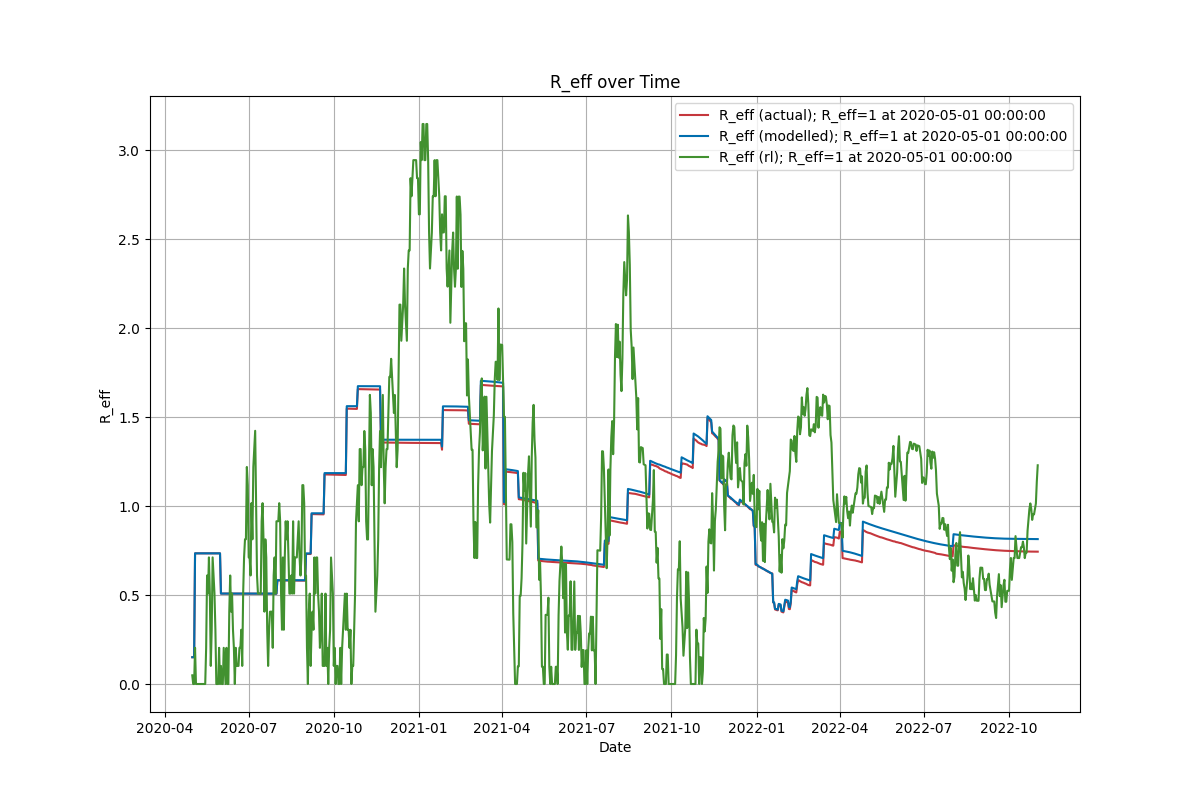 R_eff over Time
R_eff (actual); R_eff=1 at 2020-05-01 00:00:00
R_eff (modelled); R_eff=1 at 2020-05-01 00:00:00
R_eff (rl); R_eff=1 at 2020-05-01 00:00:00
3.0
2.5
2.0
1.5
1.0
0.5
0.0
R_eff
2020-04 2020-07 2020-10 2021-01 2021-04 2021-07 2021-10 2022-01 2022-04 2022-07 2022-10
Date